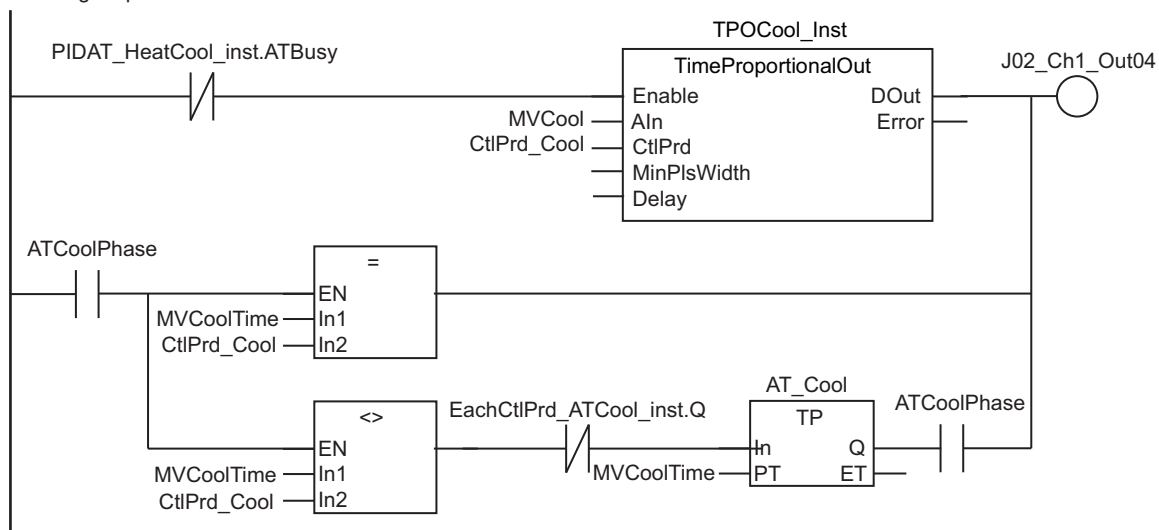 TPOCool_Inst
PIDAT_HeatCool_inst.ATBusy
TimeProportionalOut
J02_Ch1_Out04
Enable DOut
MVCool AIn Error
CtlPrd_Cool CtlPrd
MinPlsWidth
Delay
ATCoolPhase
=
EN
MVCoolTime In1
CtlPrd_Cool In2
AT_Cool
<> EachCtlPrd_ATCool_inst.Q TP ATCoolPhase
EN In Q
MVCoolTime In1 MVCoolTime PT ET
CtlPrd_Cool In2